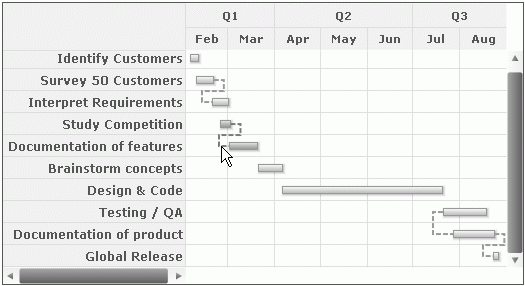 Q1 Q2 Q3
Feb Mar Apr May Jun Jul Aug
Identify Customers
Survey 50 Customers
Interpret Requirements
Study Competition
Documentation of features
Brainstorm concepts
Design & Code
Testing / QA
Documentation of product
Global Release